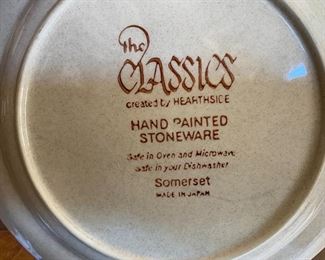 The
CLASSICS
created by HEARTHSIDE
HAND PAINTED
STONEWARE
Safe in Oven and Microwave
Safe in your Dishwasher
Somerset
MADE IN JAPAN